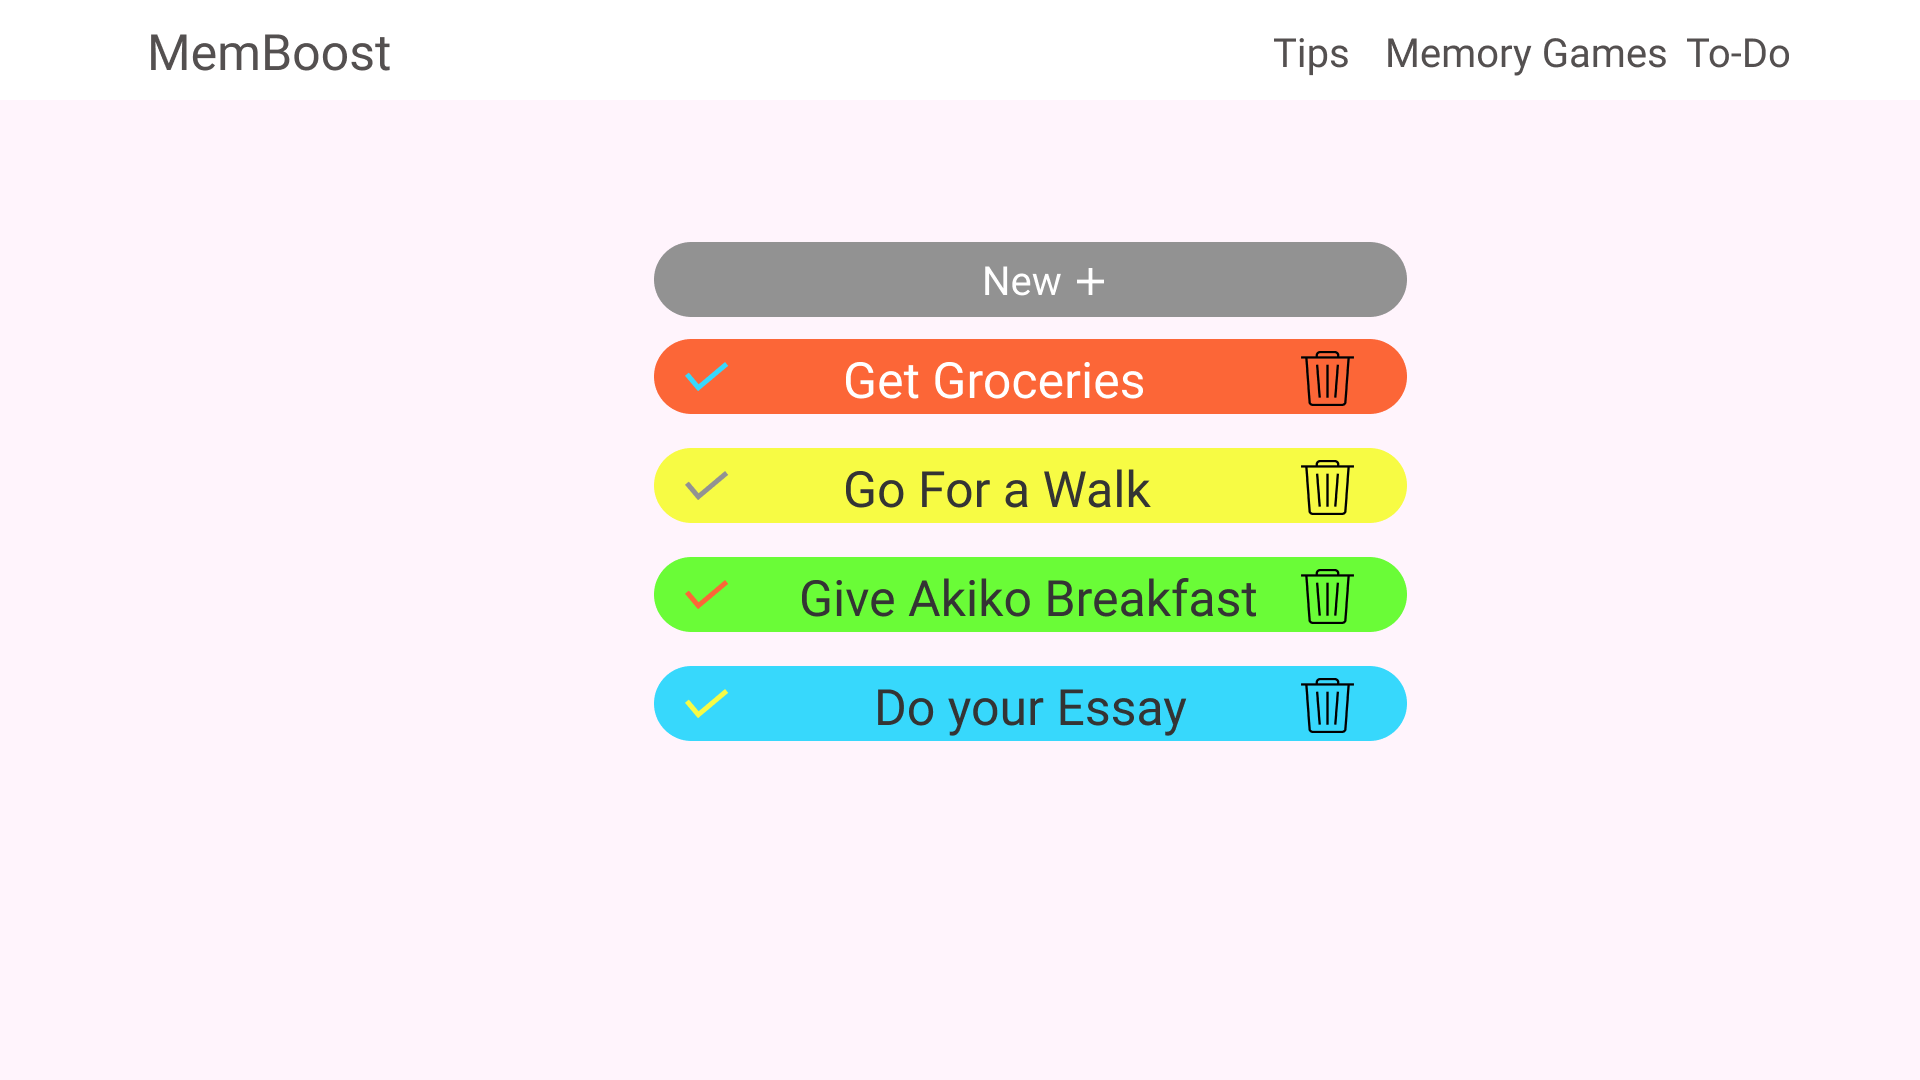 MemBoost
Tips Memory Games To-Do
New +
Get Groceries
Go For a Walk
Give Akiko Breakfast
Do your Essay